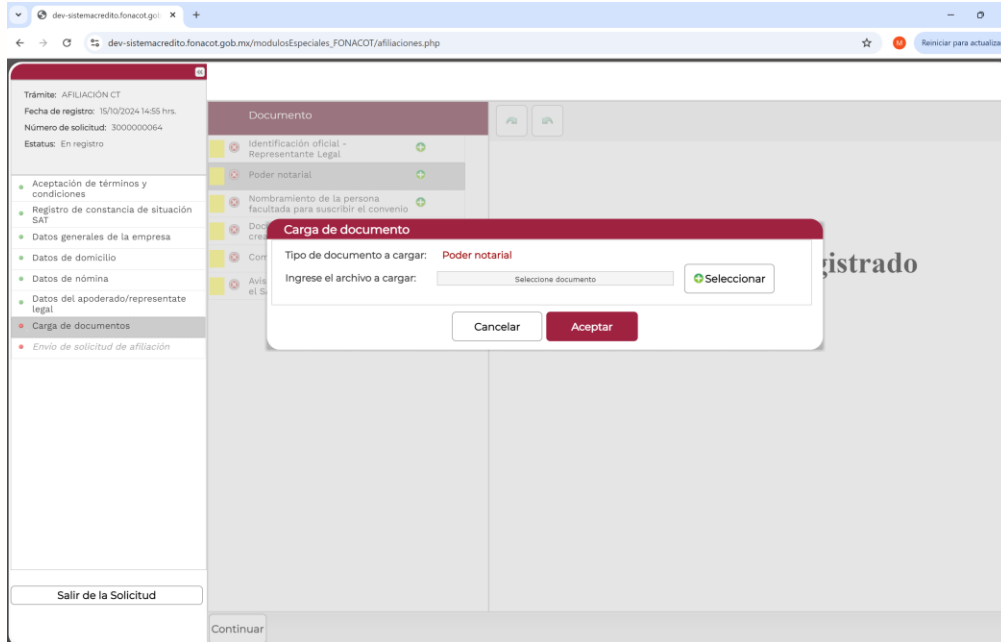 dev-sistemacredito.fonacot.gob
dev-sistemacredito.fonacot.gob.mx/modulosEspeciales_FONACOT/afiliaciones.php
M
Reiniciar para actualiza
Trámite: AFILIACIÓN CT
Fecha de registro: 15/10/2024 14:55 hrs.
Número de solicitud: 3000000064
Estatus: En registro
Aceptación de términos y
condiciones
Registro de constancia de situación
SAT
Datos generales de la empresa
Datos de domicilio
Datos de nómina
Datos del apoderado/representate
legal
Carga de documentos
Envío de solicitud de afiliación
Salir de la Solicitud
Documento
Identificación oficial -
Representante Legal
Poder notarial
Nombramiento de la persona
facultada para suscribir el convenio
Com
Avis
el S
gistrado
Carga de documento
Tipo de documento a cargar: Poder notarial
Ingrese el archivo a cargar: Seleccione documento Seleccionar
Cancelar Aceptar
Continuar